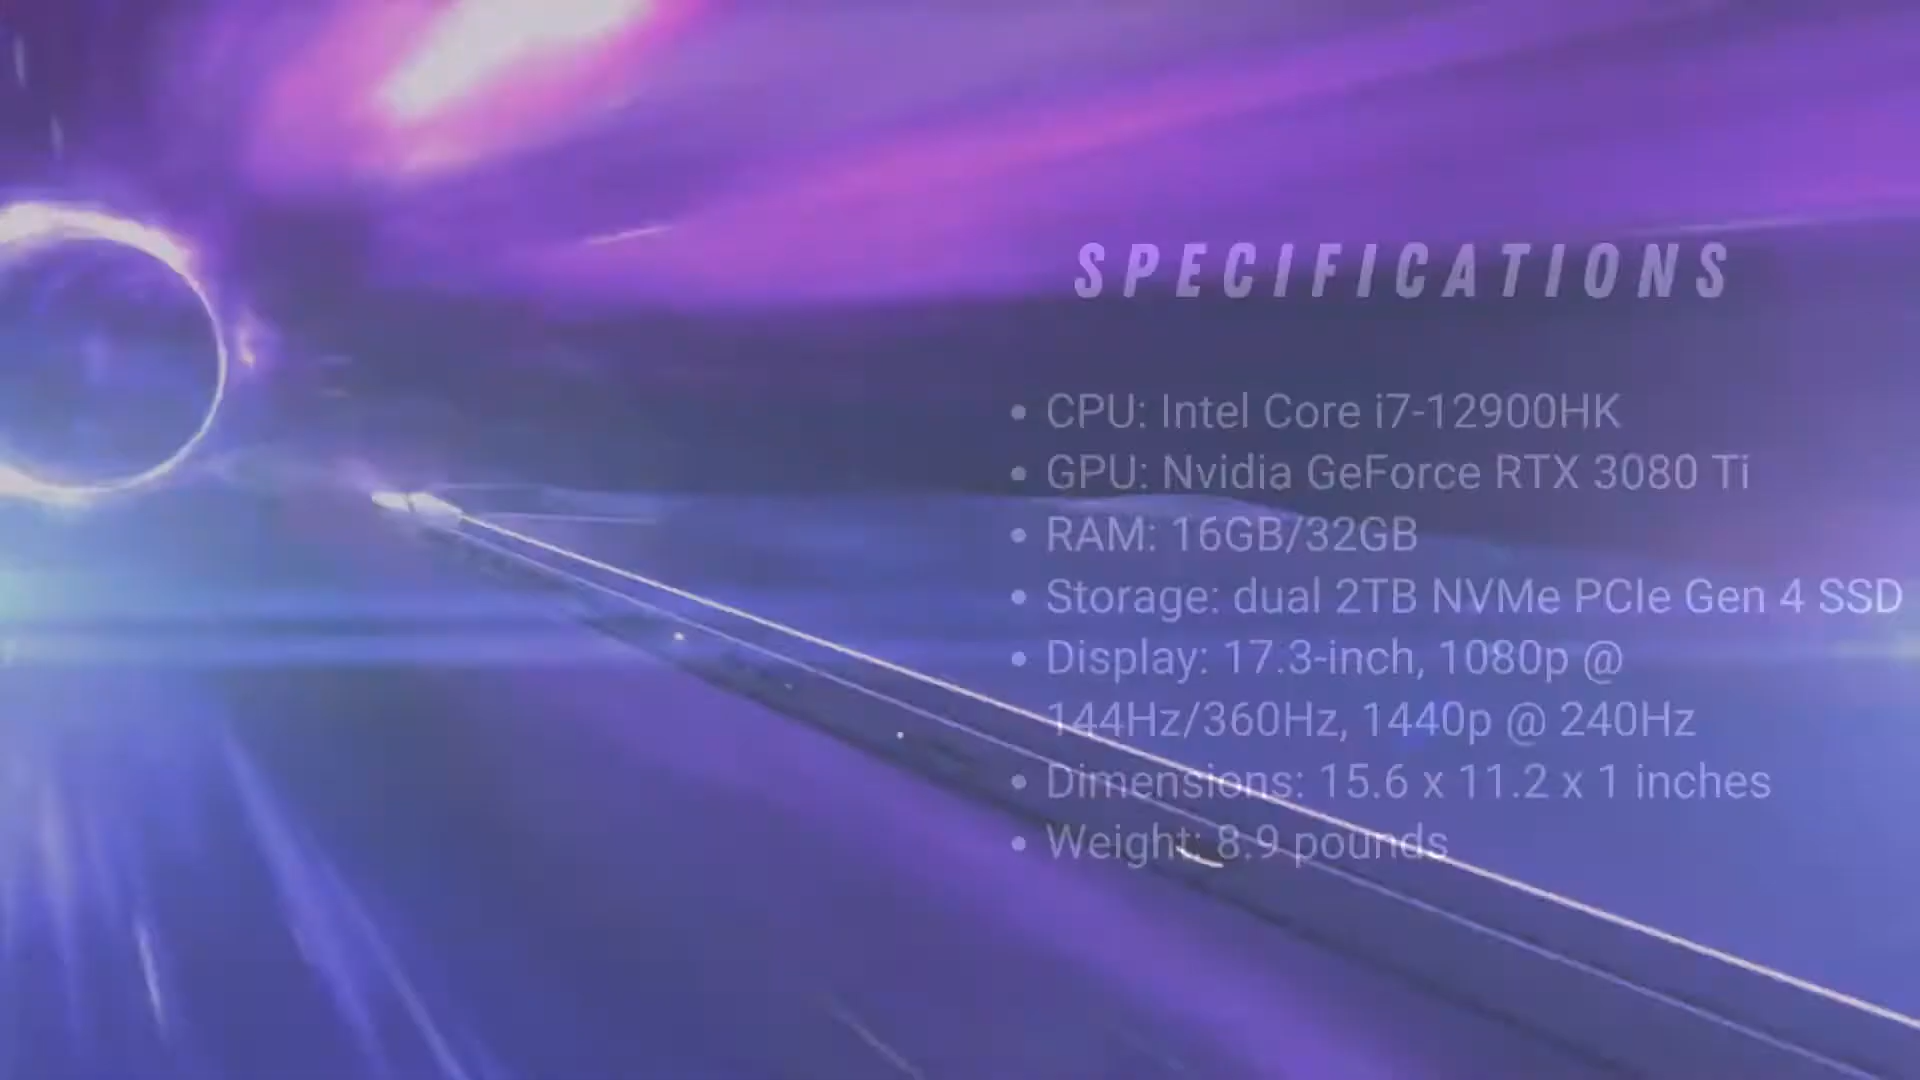 SPECIFICATIONS
• CPU: Intel Core i7-12900HK
• GPU: Nvidia GeForce RTX 3080 Ti
• RAM: 16GB/32GB
• Storage: dual 2TB NVMe PCIe Gen 4 SSD
• Display: 17.3-inch, 1080p @
144Hz/360Hz, 1440p @ 240Hz
• Dimensions: 15.6 x 11.2 x 1 inches
• Weight: 8.9 pounds